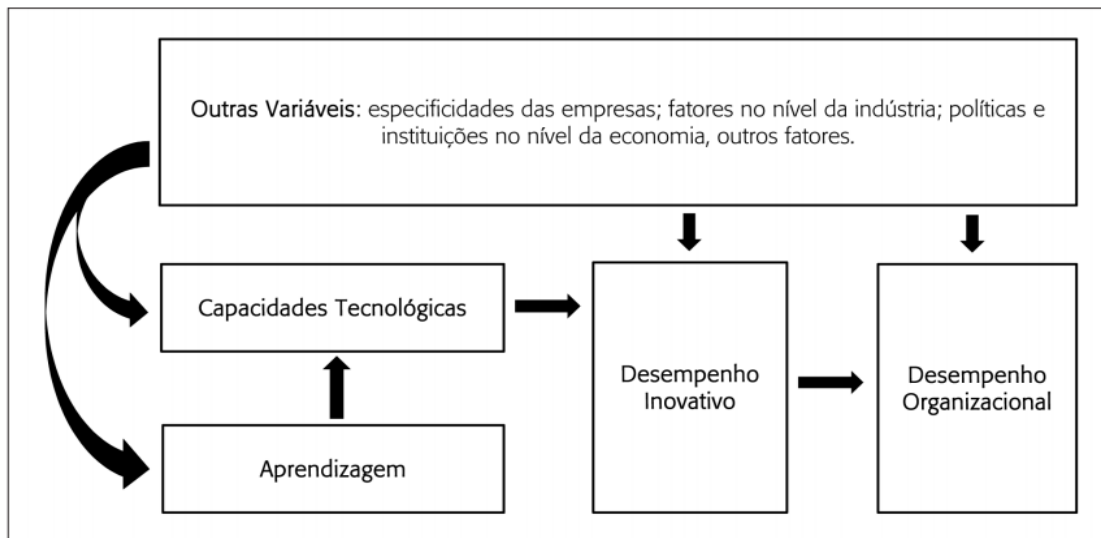 Outras Variáveis: especificidades das empresas; fatores no nível da indústria; políticas e
instituições no nível da economia, outros fatores.
Capacidades Tecnológicas
Desempenho
Inovativo
Desempenho
Organizacional
Aprendizagem